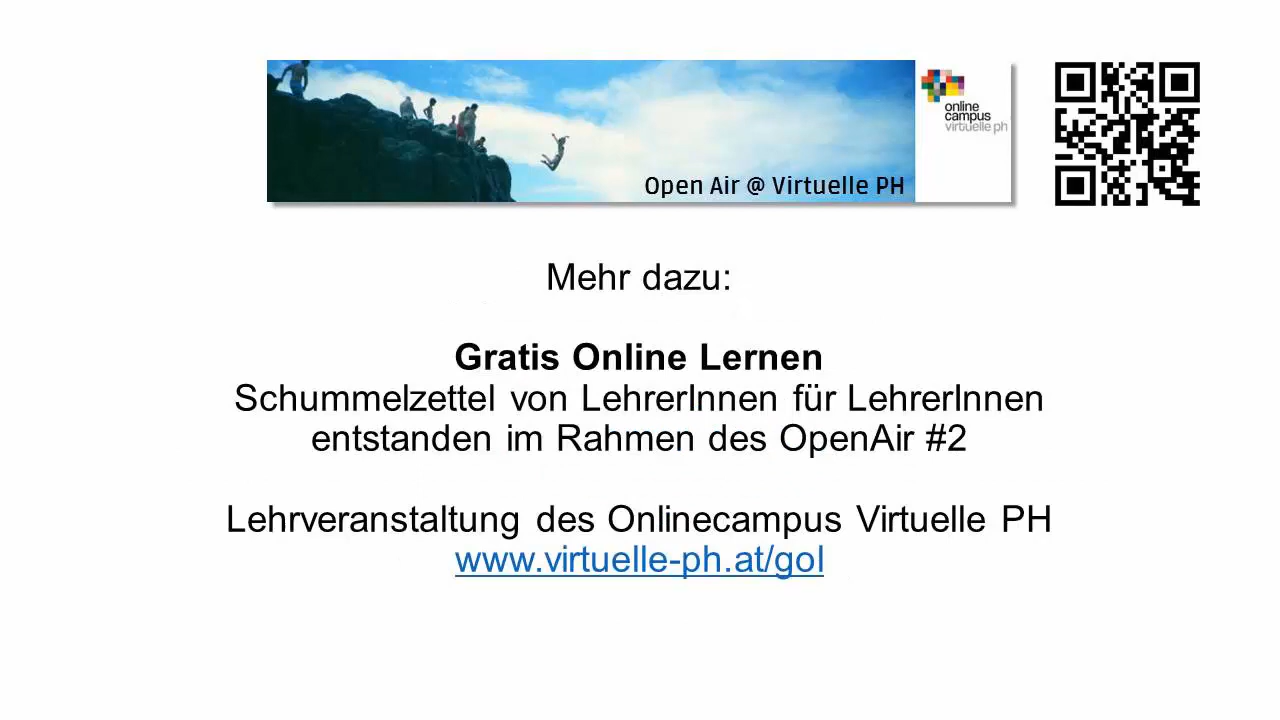 Open Air @ Virtuelle PH
online
campus
virtuelle ph
Mehr dazu:
Gratis Online Lernen
Schummelzettel von LehrerInnen für LehrerInnen
entstanden im Rahmen des OpenAir #2
Lehrveranstaltung des Onlinecampus Virtuelle PH
www.virtuelle-ph.at/gol